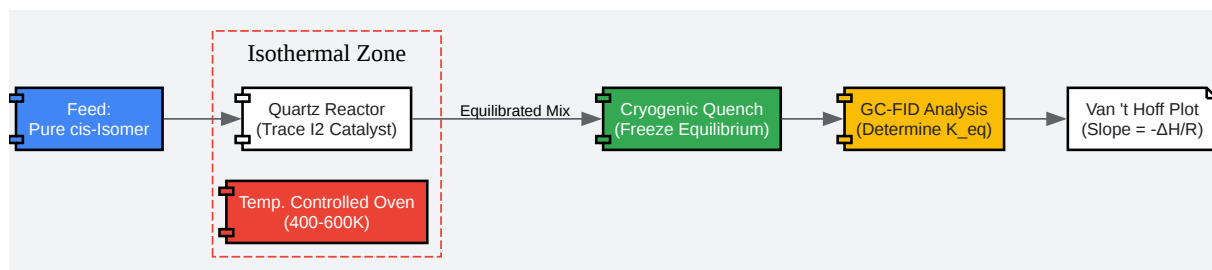 Isothermal Zone
Feed:
Pure cis-Isomer
Quartz Reactor
(Trace I2 Catalyst)
Equilibrated Mix
Cryogenic Quench
(Freeze Equilibrium)
GC-FID Analysis
(Determine K_eq)
Van 't Hoff Plot
(Slope = -ΔH/R)
Temp. Controlled Oven
(400-600K)